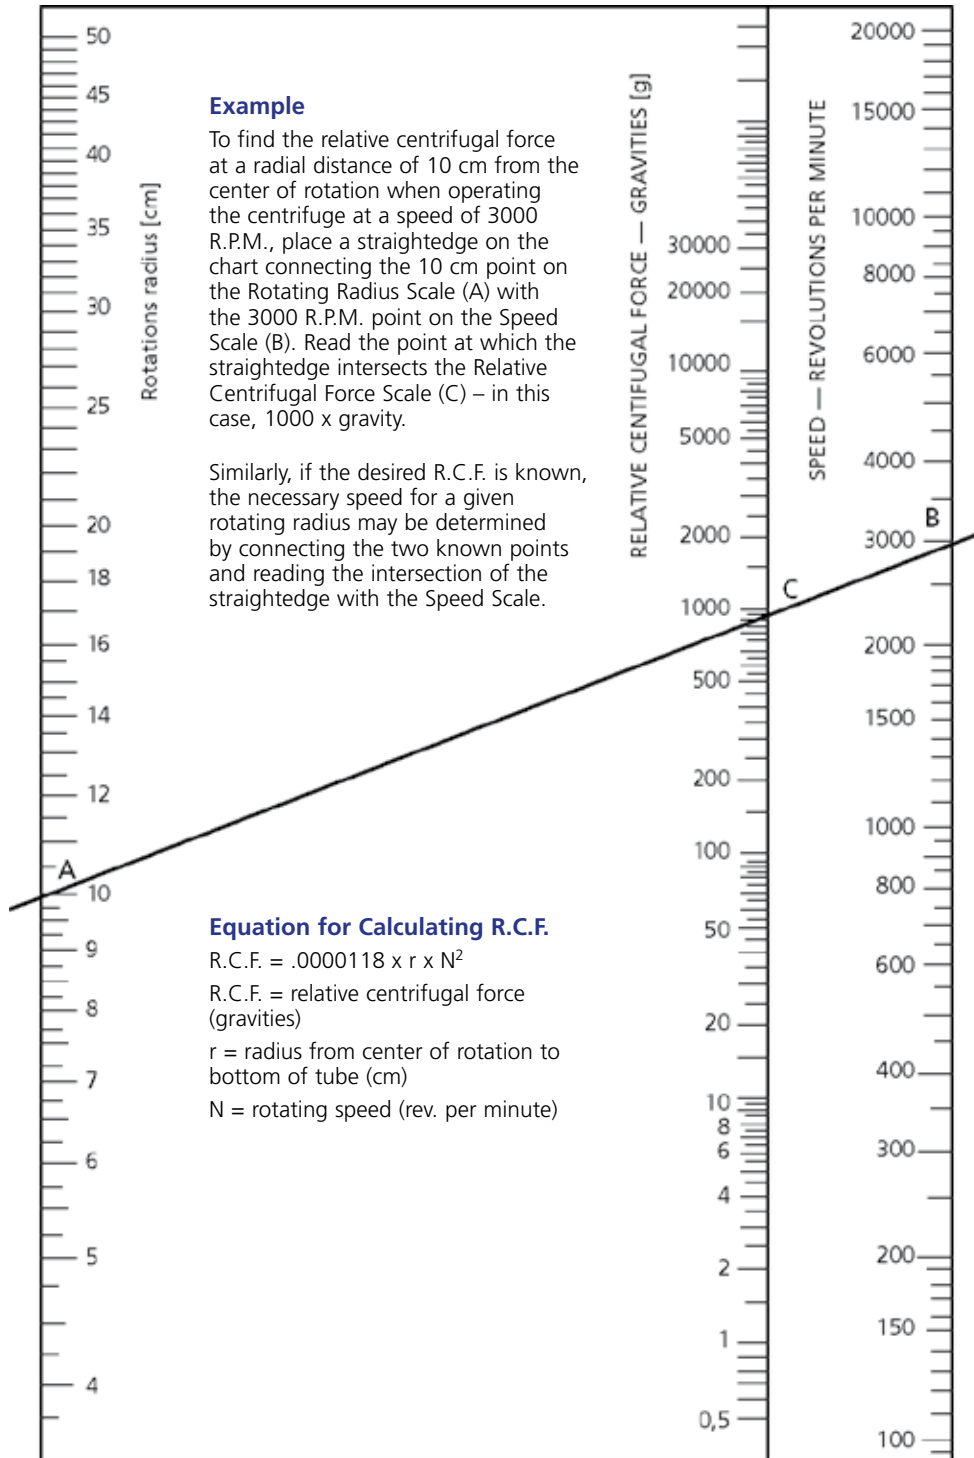 50
45
40
35
30
25
20
18
16
14
12
10
9
8
7
6
5
4
Rotations radius [cm]
A
Example
To find the relative centrifugal force
at a radial distance of 10 cm from the
center of rotation when operating
the centrifuge at a speed of 3000
R.P.M., place a straightedge on the
chart connecting the 10 cm point on
the Rotating Radius Scale (A) with
the 3000 R.P.M. point on the Speed
Scale (B). Read the point at which the
straightedge intersects the Relative
Centrifugal Force Scale (C) – in this
case, 1000 x gravity.
Similarly, if the desired R.C.F. is known,
the necessary speed for a given
rotating radius may be determined
by connecting the two known points
and reading the intersection of the
straightedge with the Speed Scale.
Equation for Calculating R.C.F.
R.C.F. = .0000118 x r x N²
R.C.F. = relative centrifugal force
(gravities)
r = radius from center of rotation to
bottom of tube (cm)
N = rotating speed (rev. per minute)
RELATIVE CENTIFUGAL FORCE — GRAVITIES [g]
30000
20000
10000
5000
2000
1000
500
200
100
50
20
10
8
6
4
2
1
0,5
C
SPEED — REVOLUTIONS PER MINUTE
20000
15000
10000
8000
6000
4000
3000
2000
1500
1000
800
600
400
300
200
150
100
B